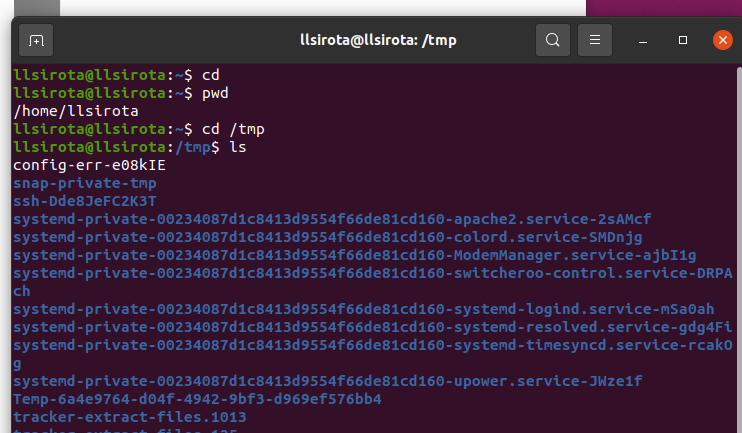 llsirota@llsirota: /tmp
llsirota@llsirota:~$ cd
llsirota@llsirota:~$ pwd
/home/llsirota
llsirota@llsirota:~$ cd /tmp
llsirota@llsirota:/tmp$ ls
config-err-e08kIE
snap-private-tmp
ssh-Dde8JeFC2K3T
systemd-private-00234087d1c8413d9554f66de81cd160-apache2.service-2sAMcf
systemd-private-00234087d1c8413d9554f66de81cd160-colord.service-SMDnjg
systemd-private-00234087d1c8413d9554f66de81cd160-ModemManager.service-ajbI1g
systemd-private-00234087d1c8413d9554f66de81cd160-switcheroo-control.service-DRPA
ch
systemd-private-00234087d1c8413d9554f66de81cd160-systemd-logind.service-mSa0ah
systemd-private-00234087d1c8413d9554f66de81cd160-systemd-resolved.service-gdg4Fi
systemd-private-00234087d1c8413d9554f66de81cd160-systemd-timesyncd.service-rcakO
g
systemd-private-00234087d1c8413d9554f66de81cd160-upower.service-JWze1f
Temp-6a4e9764-d04f-4942-9bf3-d969ef576bb4
tracker-extract-files.1013